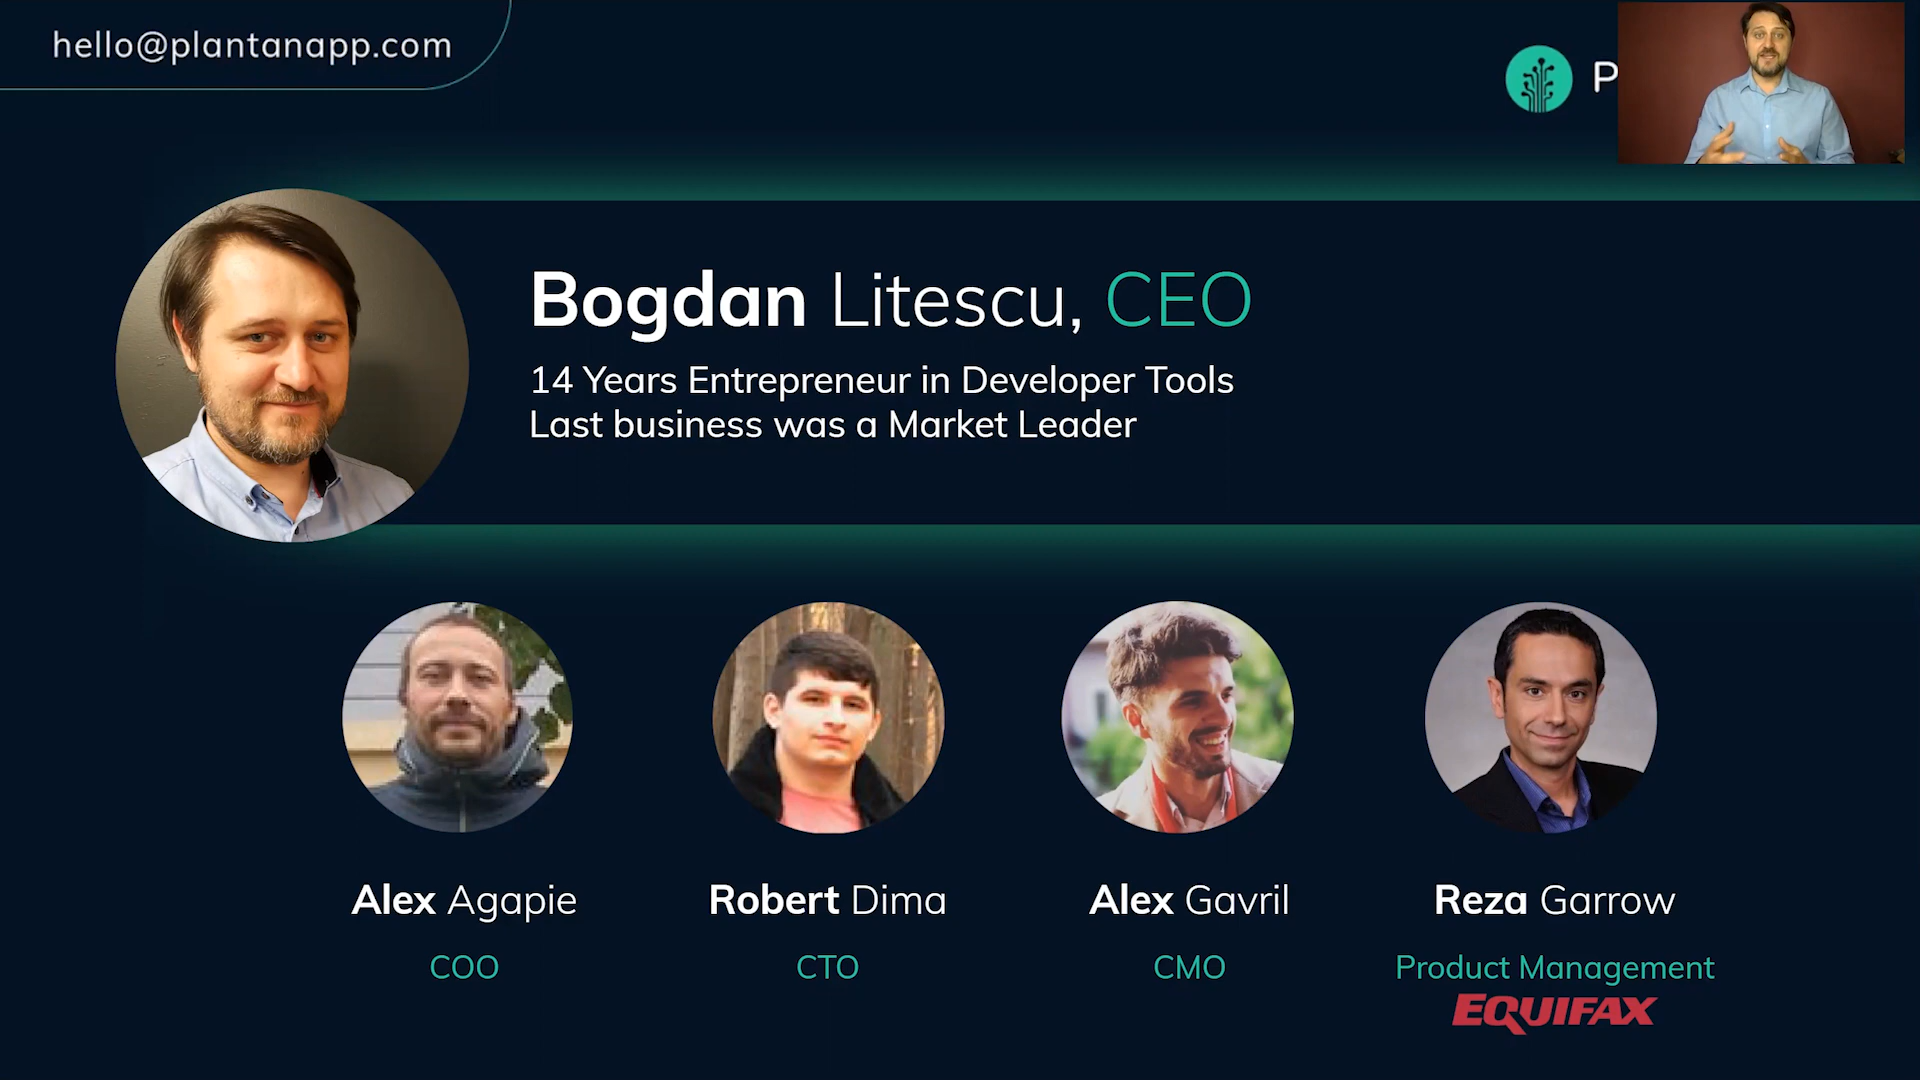 hello@plantanapp.com
P
Bogdan Litescu, CEO
14 Years Entrepreneur in Developer Tools
Last business was a Market Leader
Alex Agapie
Robert Dima
Alex Gavril
Reza Garrow
COO
CTO
CMO
Product Management
EQUIFAX